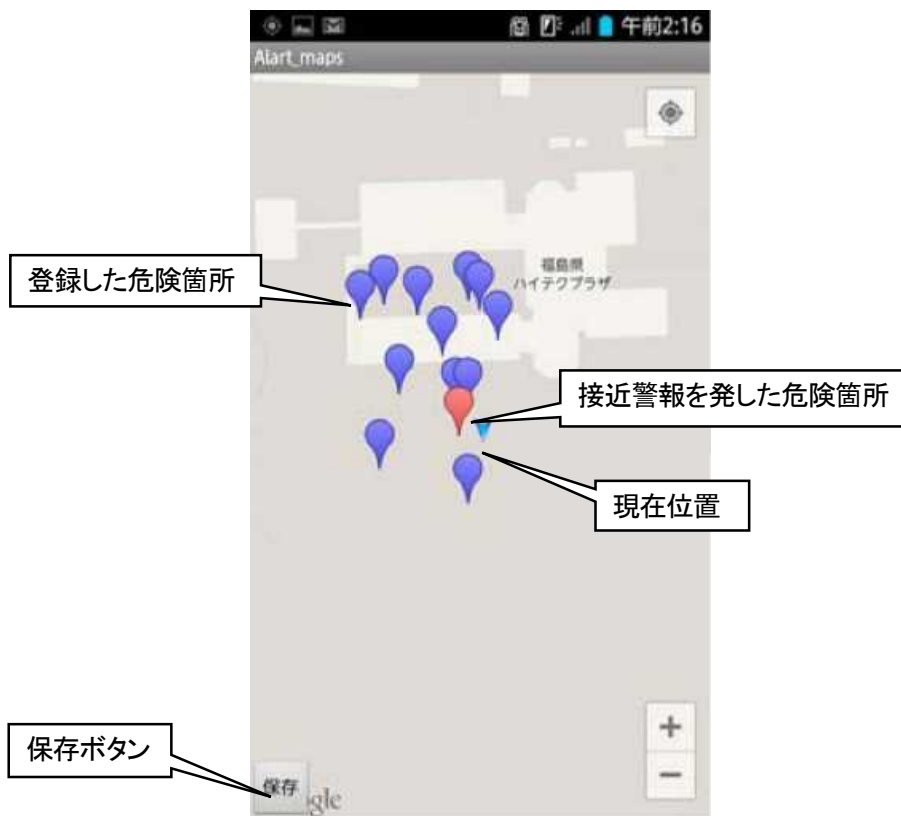 午前2:16
Alart_maps
登録した危険箇所
福島県
ハイテクプラザ
接近警報を発した危険箇所
現在位置
保存ボタン
保存
gle